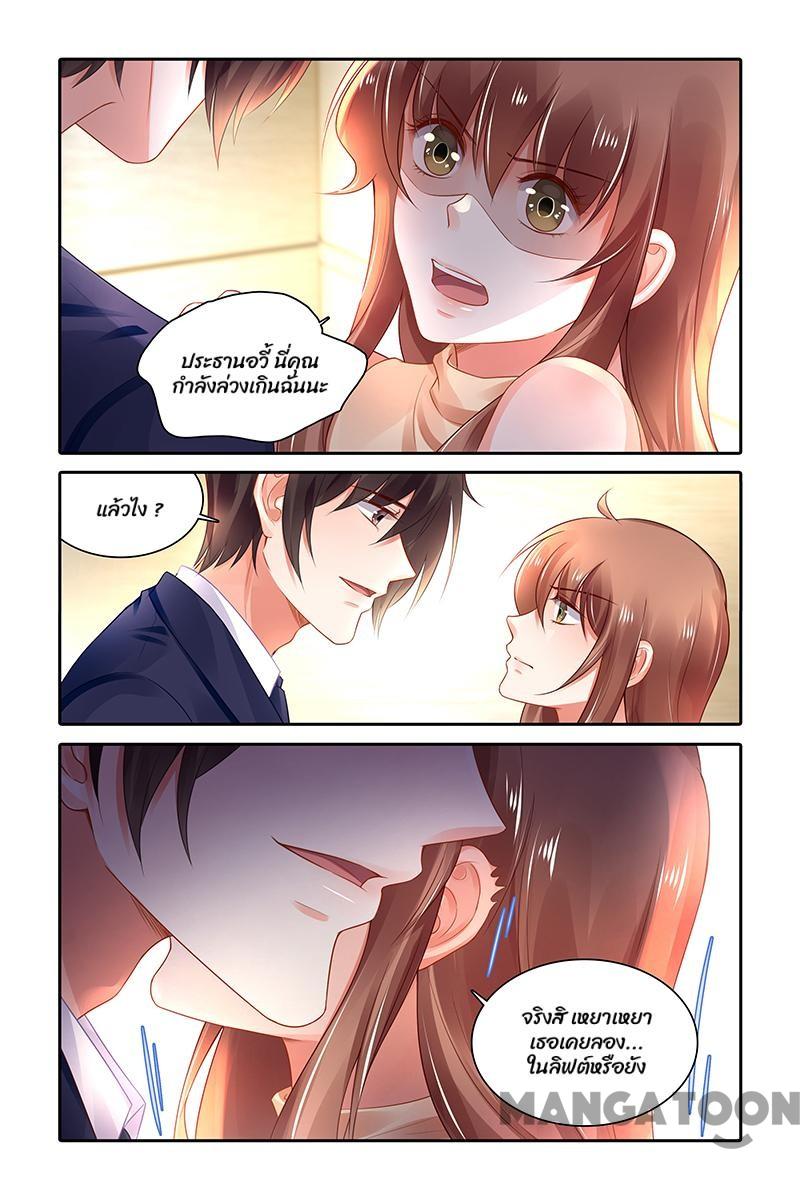 ประธานอวี้ นี่คุณ
กำลังล่วงเกินฉันนะ
แล้วไง ?
จริงสิ เหยาเหยา
เธอเคยลอง...
ในลิฟต์หรือยัง
MANGATOON